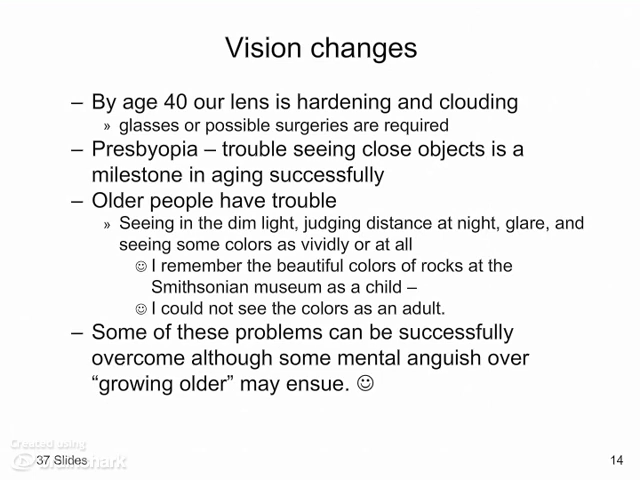 Vision changes
– By age 40 our lens is hardening and clouding
» glasses or possible surgeries are required
– Presbyopia – trouble seeing close objects is a
milestone in aging successfully
– Older people have trouble
» Seeing in the dim light, judging distance at night, glare, and
seeing some colors as vividly or at all
☺ I remember the beautiful colors of rocks at the
Smithsonian museum as a child –
☺ I could not see the colors as an adult.
– Some of these problems can be successfully
overcome although some mental anguish over
“growing older” may ensue. ☺
Created using
brainshark
37 Slides
14